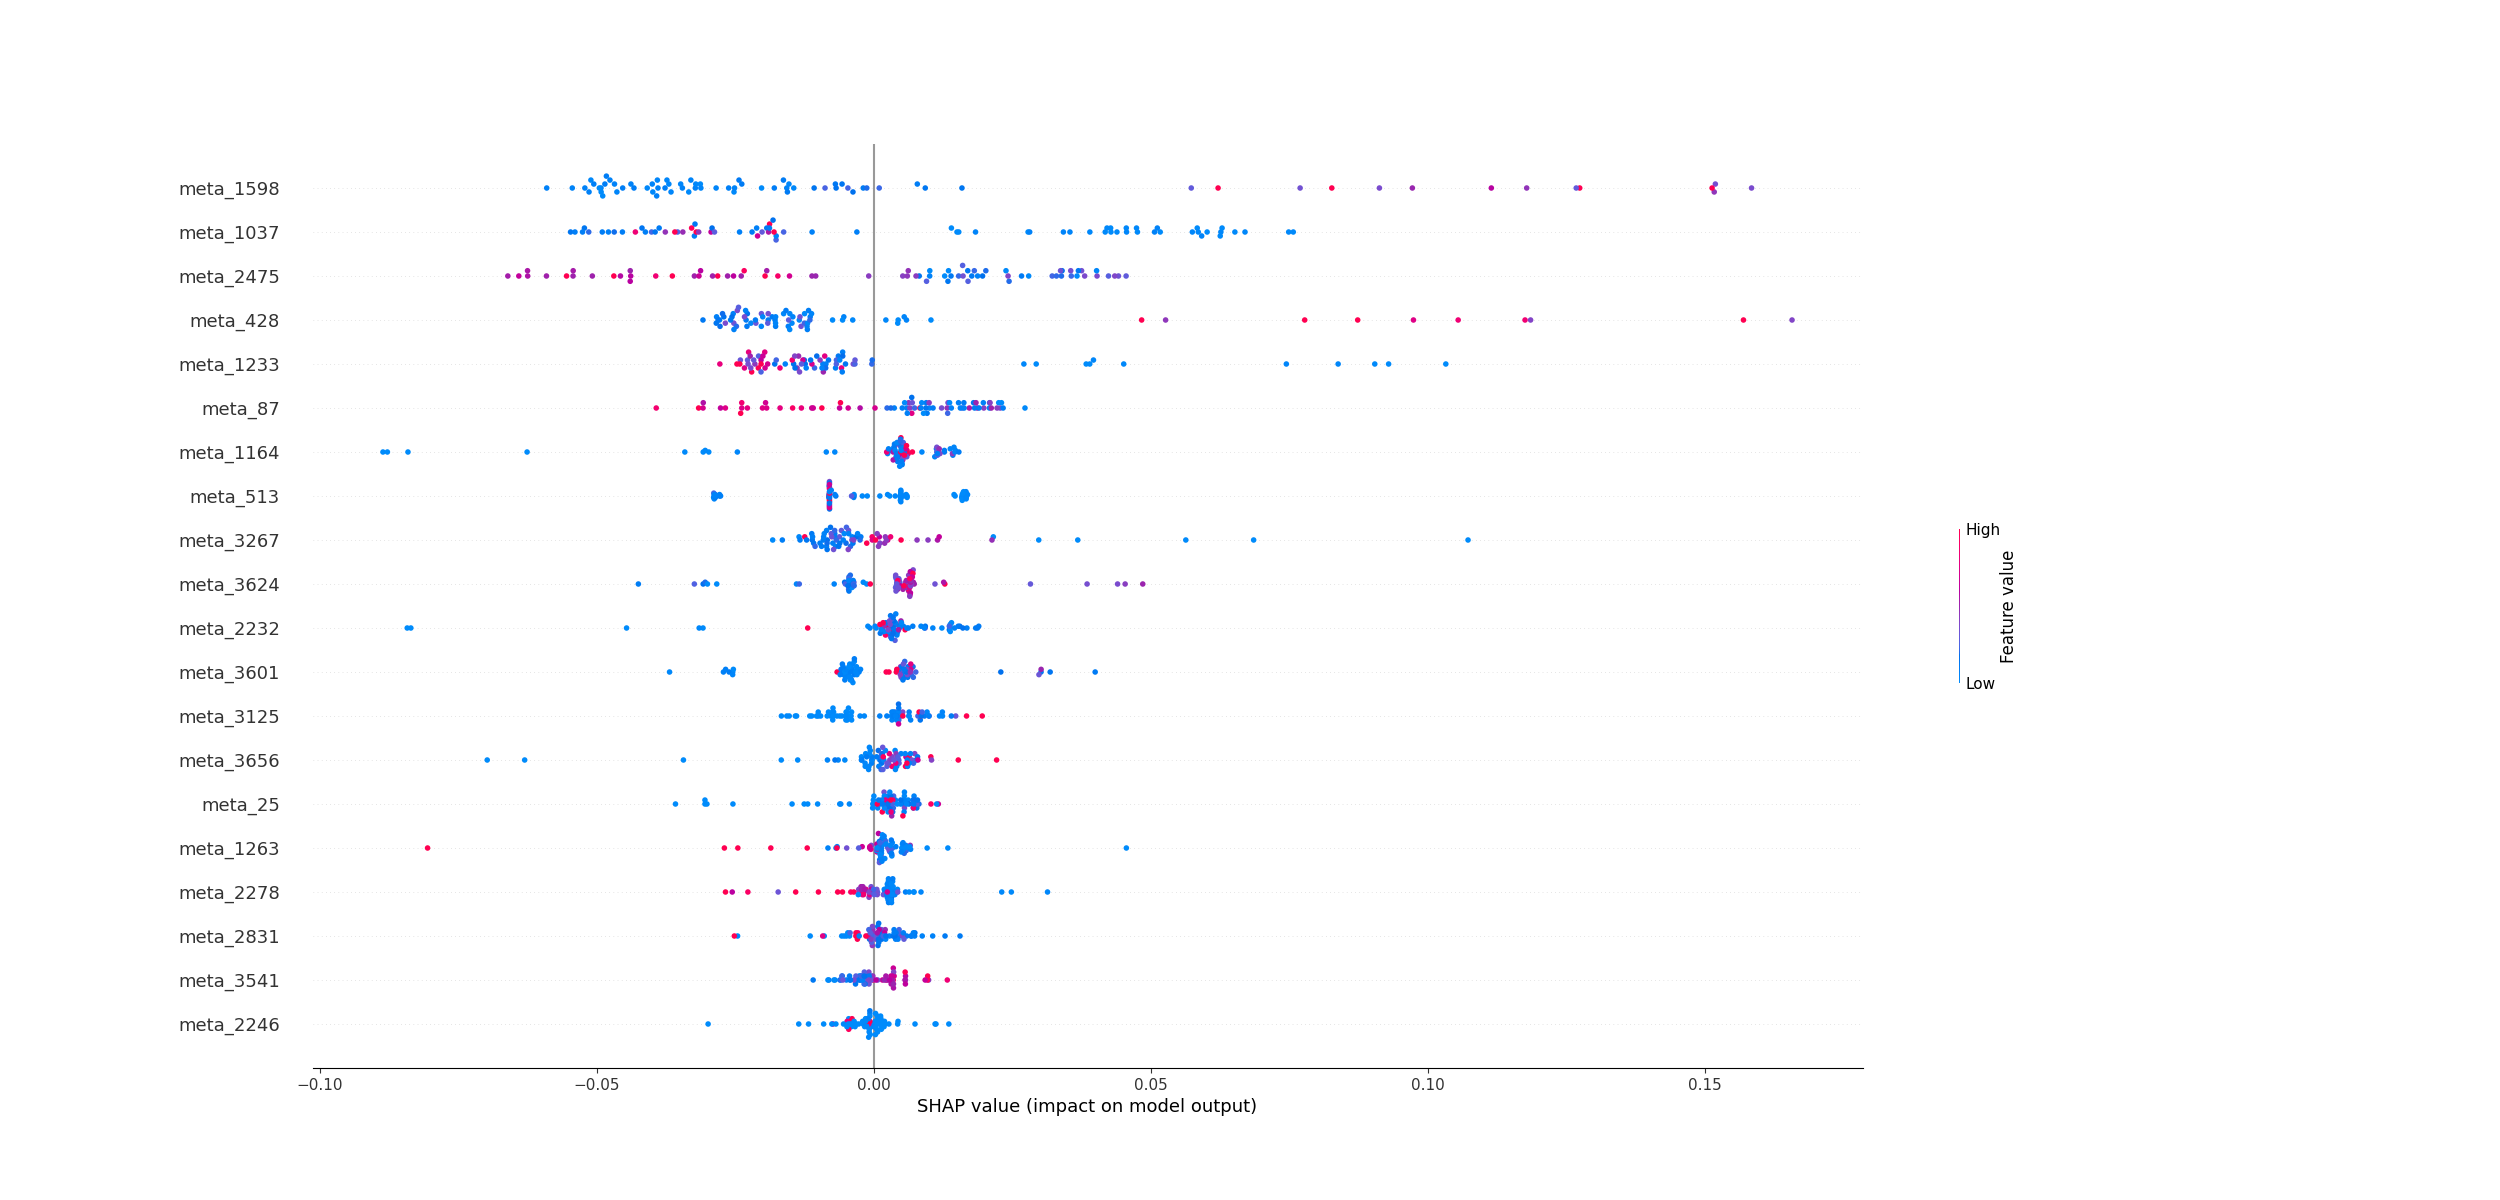 meta_1598
meta_1037
meta_2475
meta_428
meta_1233
meta_87
meta_1164
meta_513
meta_3267
meta_3624
meta_2232
meta_3601
meta_3125
meta_3656
meta_25
meta_1263
meta_2278
meta_2831
meta_3541
meta_2246
−0.10 −0.05 0.00 0.05 0.10 0.15
SHAP value (impact on model output)
High
Feature value
Low